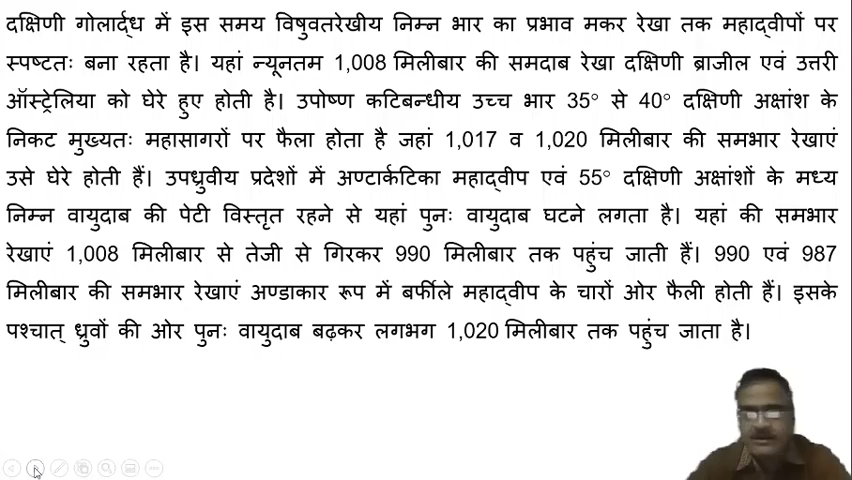 दक्षिणी गोलार्द्ध में इस समय विषुवतरेखीय निम्न भार का प्रभाव मकर रेखा तक महाद्वीपों पर
स्पष्टतः बना रहता है। यहां न्यूनतम 1,008 मिलीबार की समदाब रेखा दक्षिणी ब्राजील एवं उत्तरी
ऑस्ट्रेलिया को घेरे हुए होती है। उपोष्ण कटिबन्धीय उच्च भार 35° से 40° दक्षिणी अक्षांश के
निकट मुख्यतः महासागरों पर फैला होता है जहां 1,017 व 1,020 मिलीबार की समभार रेखाएं
उसे घेरे होती हैं। उपध्रुवीय प्रदेशों में अण्टार्कटिका महाद्वीप एवं 55° दक्षिणी अक्षांशों के मध्य
निम्न वायुदाब की पेटी विस्तृत रहने से यहां पुनः वायुदाब घटने लगता है। यहां की समभार
रेखाएं 1,008 मिलीबार से तेजी से गिरकर 990 मिलीबार तक पहुंच जाती हैं। 990 एवं 987
मिलीबार की समभार रेखाएं अण्डाकार रूप में बर्फीले महाद्वीप के चारों ओर फैली होती हैं। इसके
पश्चात् ध्रुवों की ओर पुनः वायुदाब बढ़कर लगभग 1,020 मिलीबार तक पहुंच जाता है।